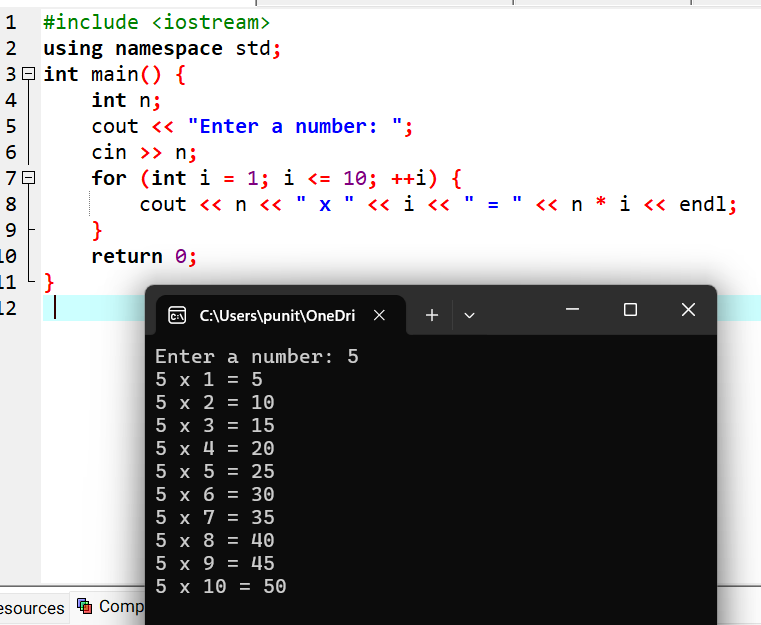 1 #include <iostream>
2 using namespace std;
3 int main() {
4     int n;
5     cout << "Enter a number: ";
6     cin >> n;
7     for (int i = 1; i <= 10; ++i) {
8         cout << n << " x " << i << " = " << n * i << endl;
9     }
10     return 0;
11 }
12
C:\Users\punit\OneDri
Enter a number: 5
5 x 1 = 5
5 x 2 = 10
5 x 3 = 15
5 x 4 = 20
5 x 5 = 25
5 x 6 = 30
5 x 7 = 35
5 x 8 = 40
5 x 9 = 45
5 x 10 = 50
esources Comp